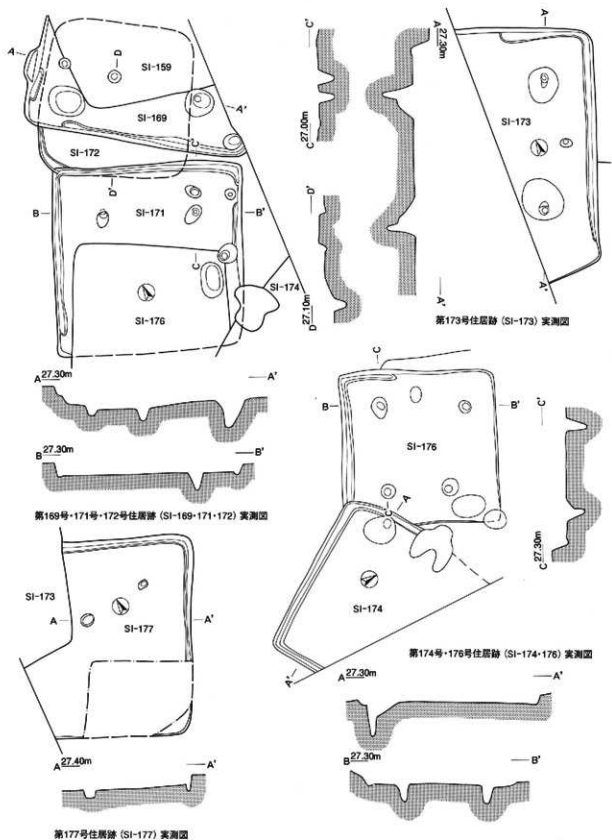 A
D
SI-159
SI-169
A'
SI-172
C
D
B
SI-171
B'
C
SI-176
SI-174
A 27.30m
A'
B 27.30m
B'
第169号・171号・172号住居跡 (SI-169・171・172) 実測図
C'
C 27.00m
D'
D 27.10m
A 27.30m
A'
A
SI-173
A'
第173号住居跡 (SI-173) 実測図
SI-173
A
SI-177
A'
A 27.40m
A'
第177号住居跡 (SI-177) 実測図
C
B
B'
SI-176
C'
A
SI-174
A'
C'
C 27.30m
第174号・176号住居跡 (SI-174・176) 実測図
A 27.30m
A'
B 27.30m
B'